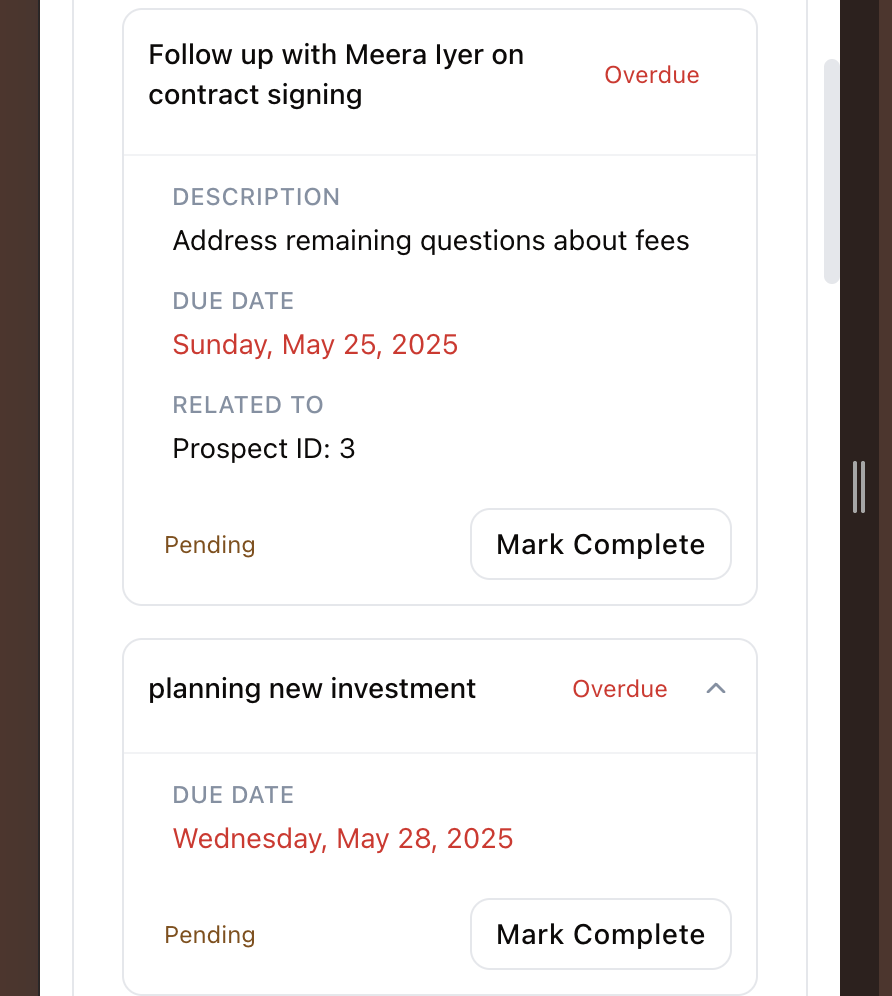 Follow up with Meera Iyer on
contract signing
Overdue
DESCRIPTION
Address remaining questions about fees
DUE DATE
Sunday, May 25, 2025
RELATED TO
Prospect ID: 3
Pending
Mark Complete
planning new investment
Overdue
DUE DATE
Wednesday, May 28, 2025
Pending
Mark Complete